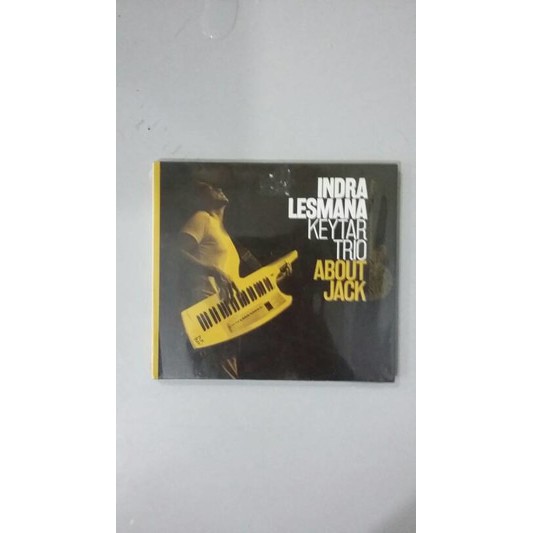 INDRA
LESMANA
KEYTAR
TRIO
ABOUT
JACK